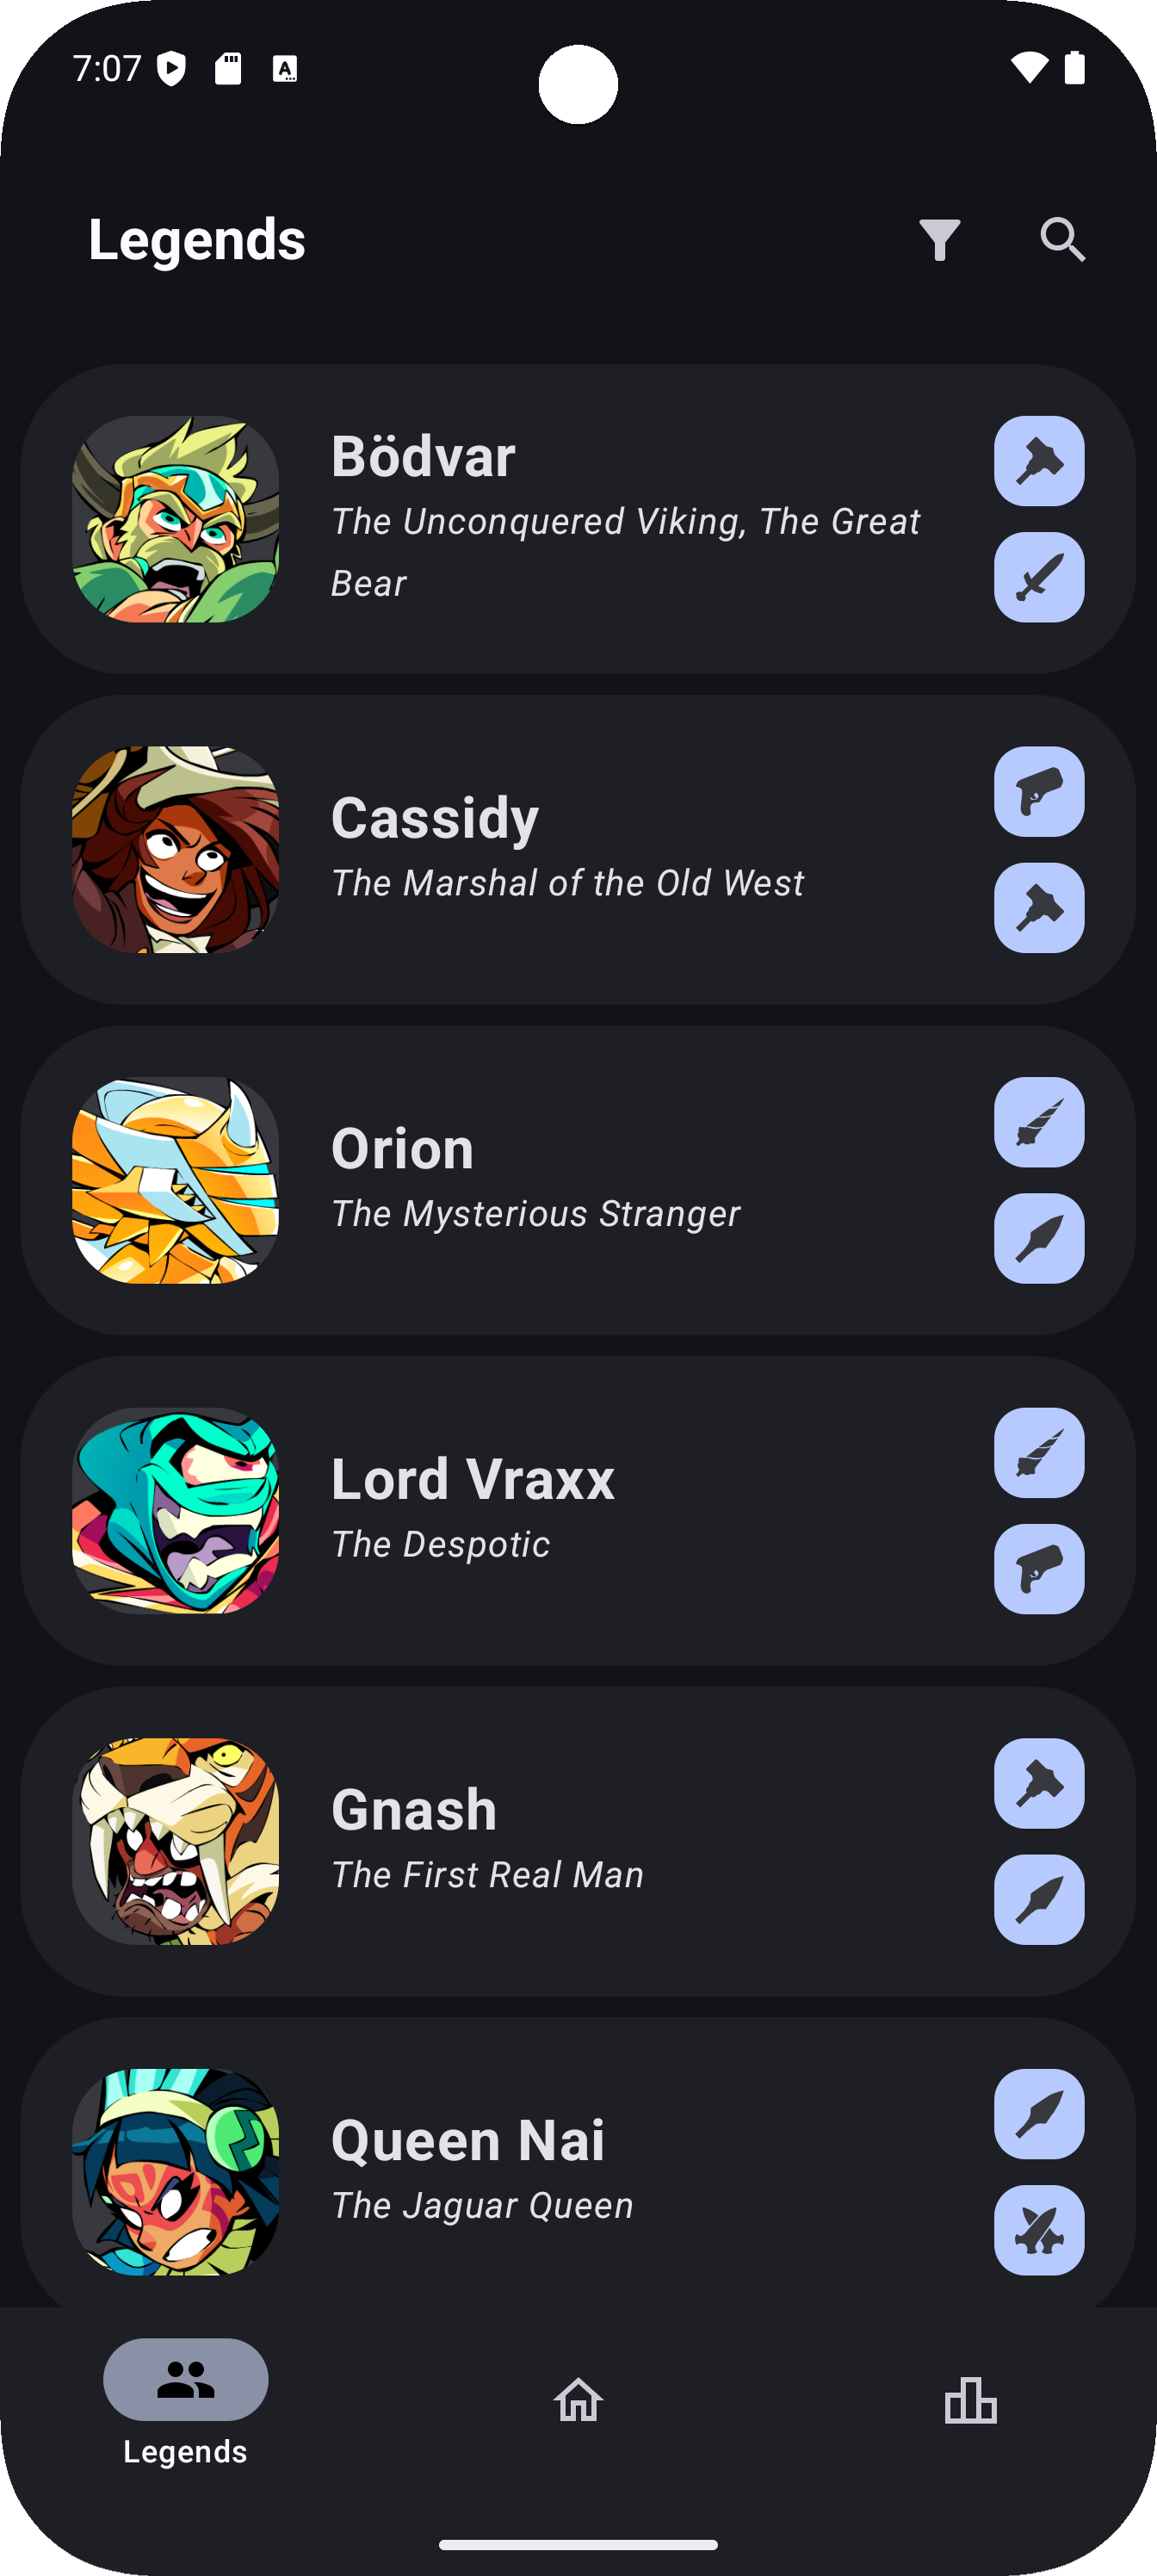 7:07
Legends
Bödvar
The Unconquered Viking, The Great
Bear
Cassidy
The Marshal of the Old West
Orion
The Mysterious Stranger
Lord Vraxx
The Despotic
Gnash
The First Real Man
Queen Nai
The Jaguar Queen
Legends